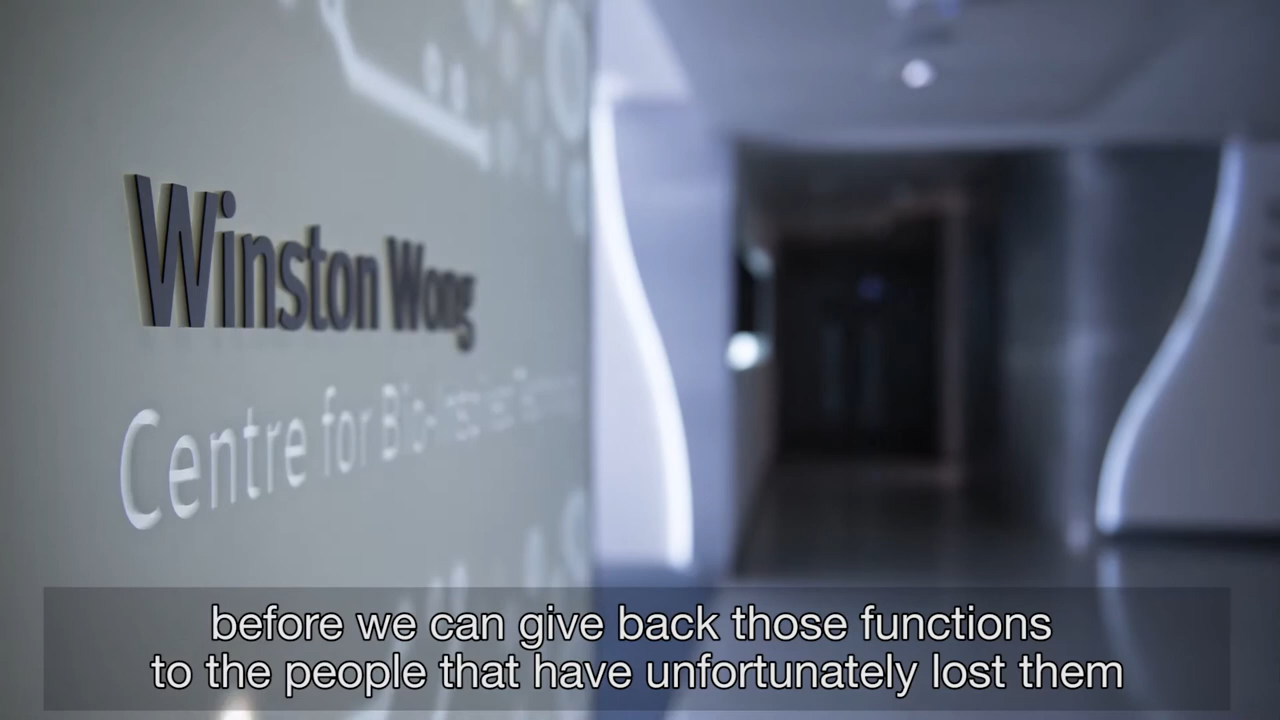 Winston Wong
Centre for Bio-
before we can give back those functions
to the people that have unfortunately lost them